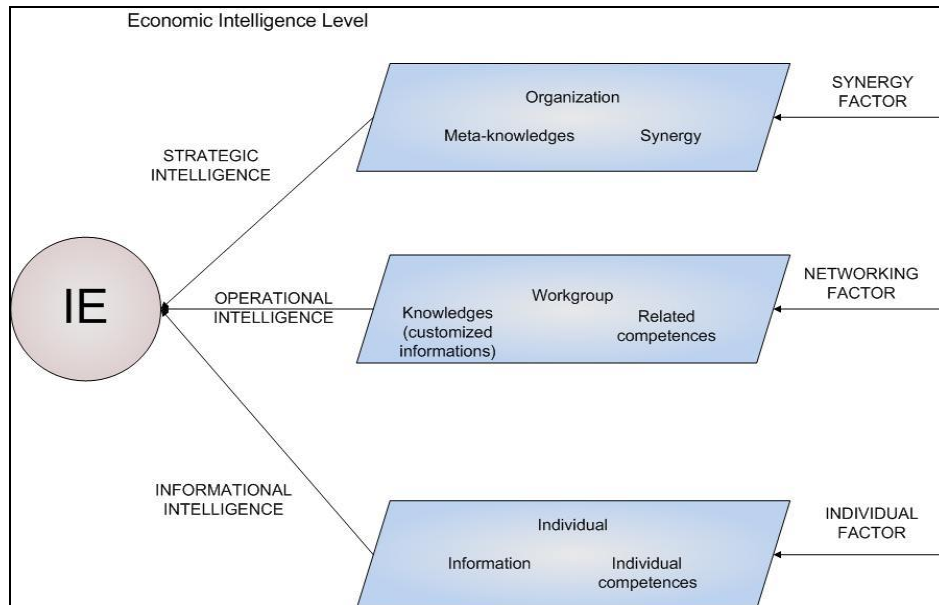 Economic Intelligence Level
Organization
Meta-knowledges
Synergy
SYNERGY
FACTOR
STRATEGIC
INTELLIGENCE
IE
OPERATIONAL
INTELLIGENCE
Workgroup
Knowledges
(customized
informations)
Related
competences
NETWORKING
FACTOR
INFORMATIONAL
INTELLIGENCE
Individual
Information
Individual
competences
INDIVIDUAL
FACTOR